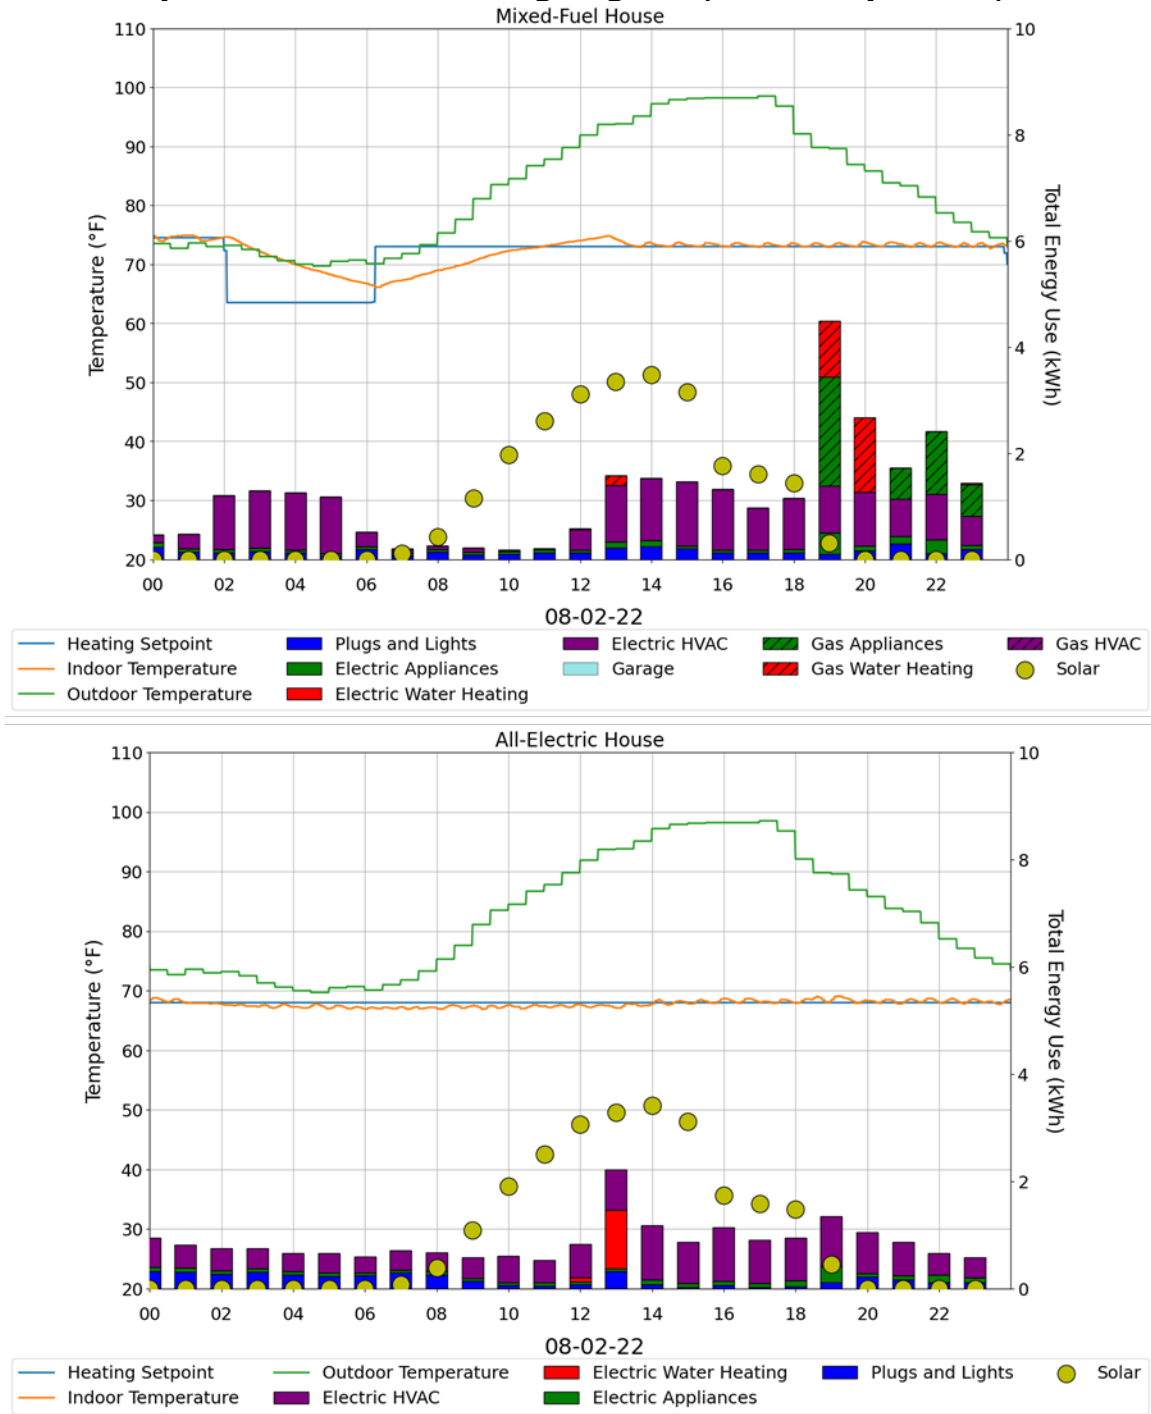 Mixed-Fuel House
110
100
90
80
70
60
50
40
30
20
Temperature (°F)
10
8
6
4
2
0
Total Energy Use (kWh)
00 02 04 06 08 10 12 14 16 18 20 22
08-02-22
Heating Setpoint Plugs and Lights Electric HVAC Gas Appliances Gas HVAC
Indoor Temperature Electric Appliances Garage Gas Water Heating Solar
Outdoor Temperature Electric Water Heating
All-Electric House
110
100
90
80
70
60
50
40
30
20
Temperature (°F)
10
8
6
4
2
0
Total Energy Use (kWh)
00 02 04 06 08 10 12 14 16 18 20 22
08-02-22
Heating Setpoint Outdoor Temperature Electric Water Heating Plugs and Lights Solar
Indoor Temperature Electric HVAC Electric Appliances